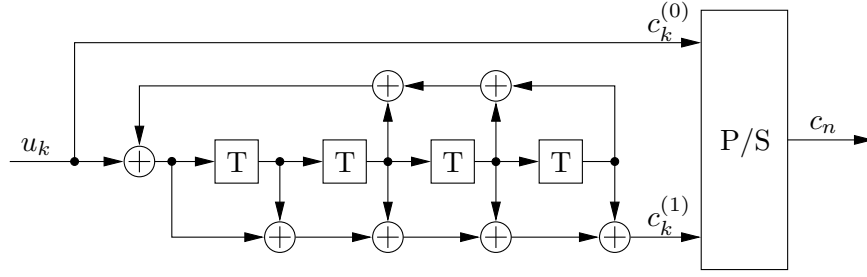 c_k^{(0)}
u_k
T T T T
P/S
c_n
c_k^{(1)}